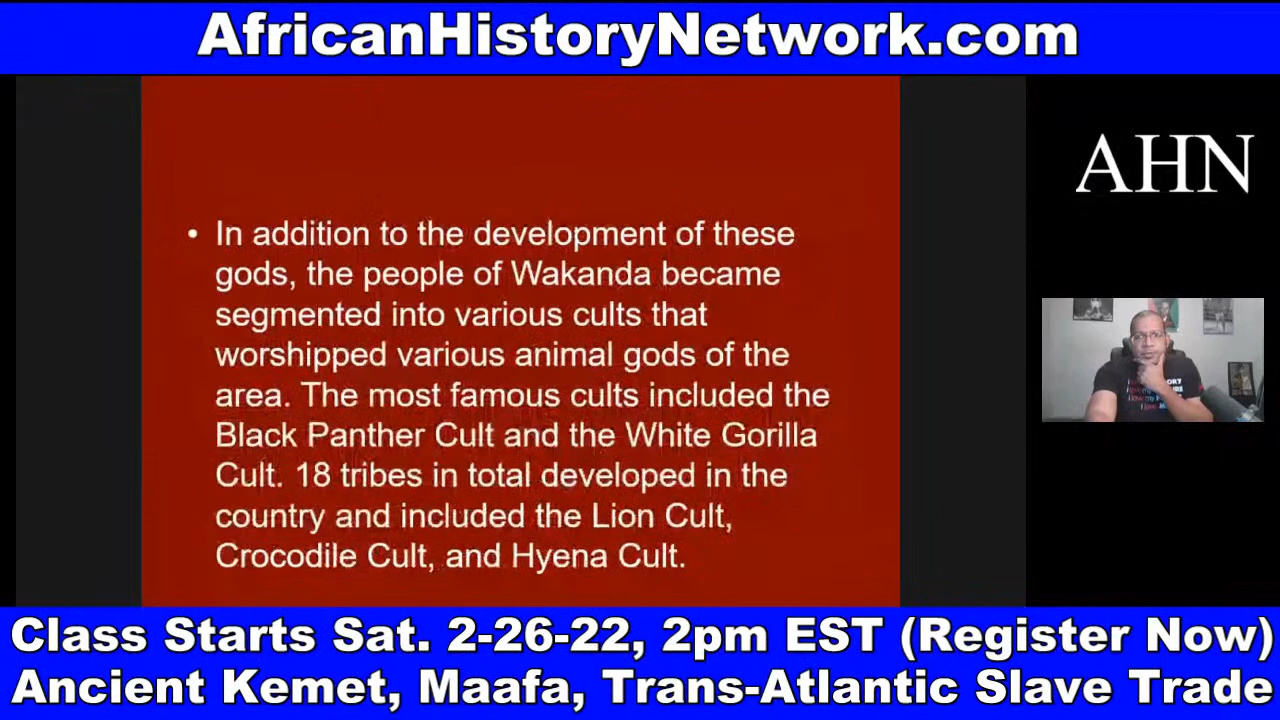 AfricanHistoryNetwork.com
AHN
• In addition to the development of these
gods, the people of Wakanda became
segmented into various cults that
worshipped various animal gods of the
area. The most famous cults included the
Black Panther Cult and the White Gorilla
Cult. 18 tribes in total developed in the
country and included the Lion Cult,
Crocodile Cult, and Hyena Cult.
Class Starts Sat. 2-26-22, 2pm EST (Register Now)
Ancient Kemet, Maafa, Trans-Atlantic Slave Trade